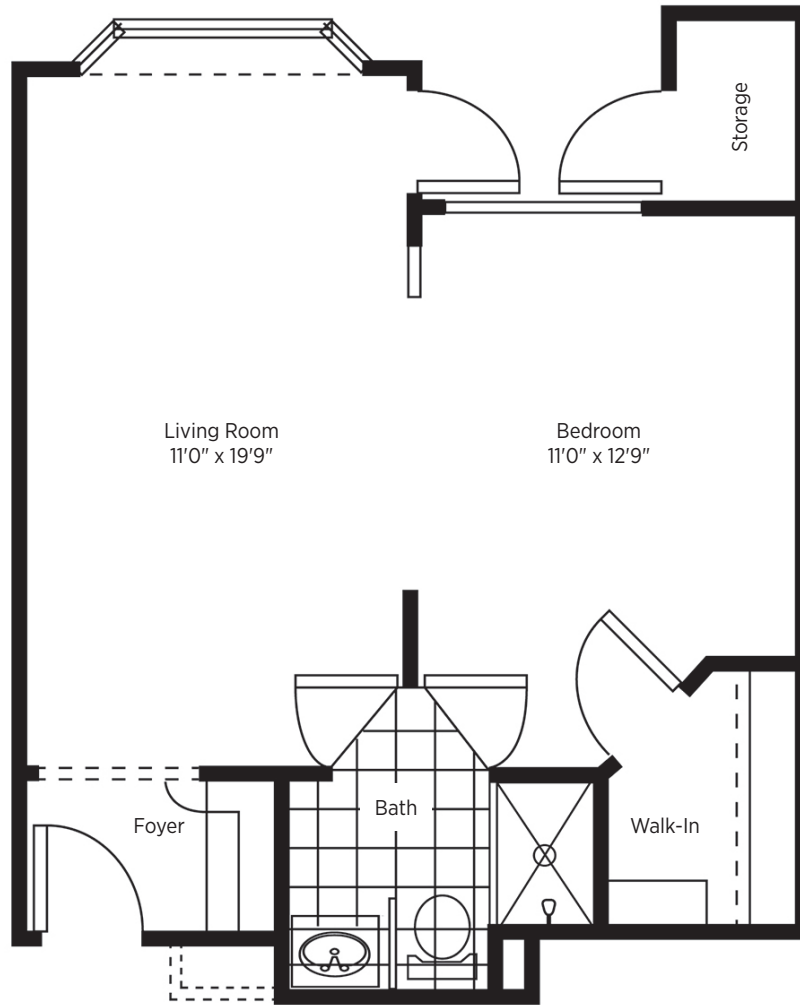 Storage
Living Room
11'0" x 19'9"
Bedroom
11'0" x 12'9"
Bath
Foyer
Walk-In